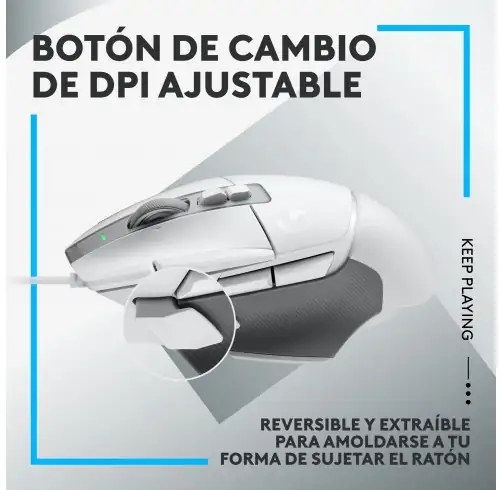 BOTÓN DE CAMBIO
DE DPI AJUSTABLE
KEEP PLAYING
REVERSIBLE Y EXTRAÍBLE
PARA AMOLDARSE A TU
FORMA DE SUJETAR EL RATÓN